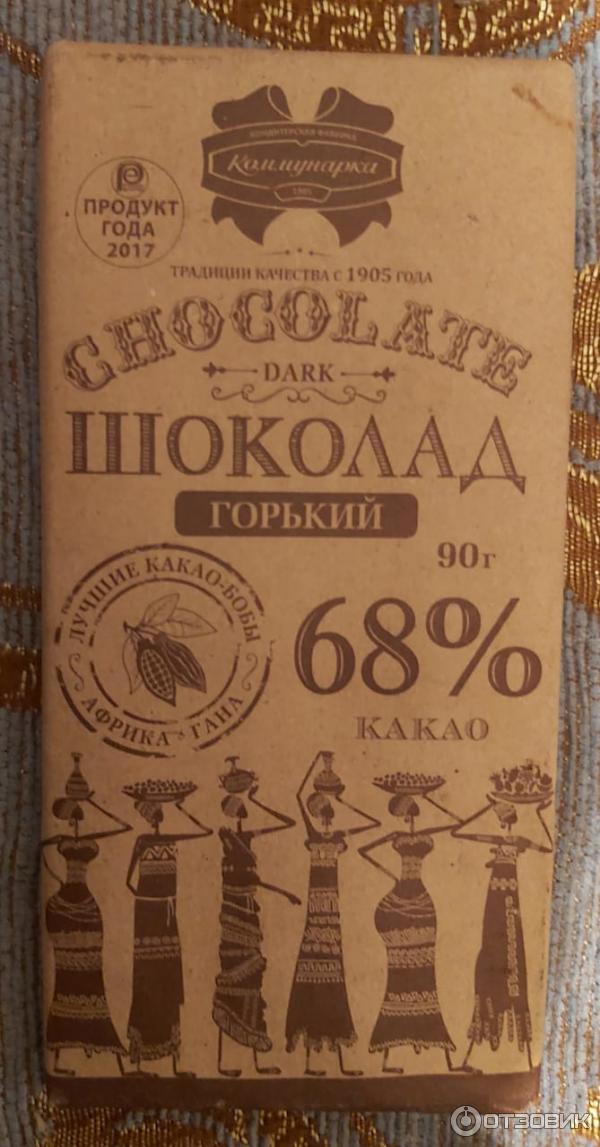 КОНДИТЕРСКАЯ ФАБРИКА
Коммунарка
1905
ПРОДУКТ
ГОДА
2017
ТРАДИЦИИ КАЧЕСТВА С 1905 ГОДА
CHOCOLATE
DARK
ШОКОЛАД
ГОРЬКИЙ
90г
ЛУЧШИЕ КАКАО-БОБЫ
АФРИКА ГАНА
68%
КАКАО
ОТЗОВИК